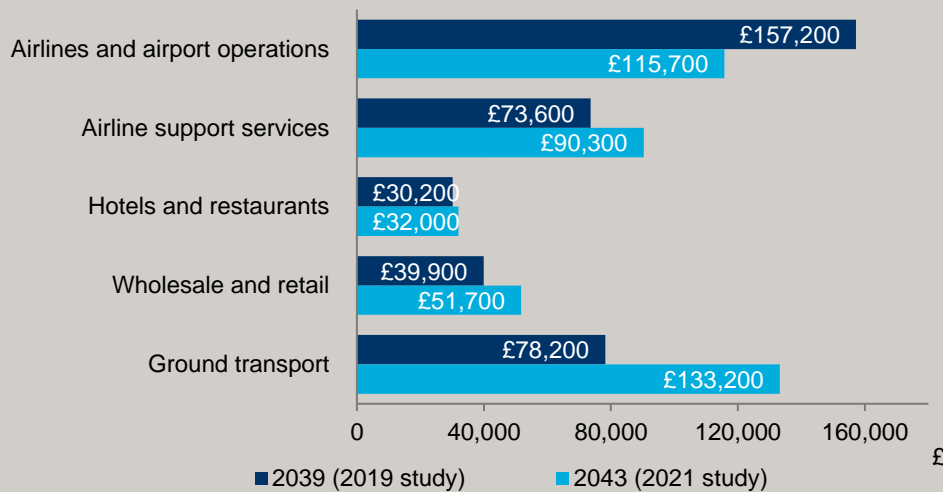 Airlines and airport operations
£157,200
£115,700
Airline support services
£73,600
£90,300
Hotels and restaurants
£30,200
£32,000
Wholesale and retail
£39,900
£51,700
Ground transport
£78,200
£133,200
0 40,000 80,000 120,000 160,000
£
2039 (2019 study) 2043 (2021 study)